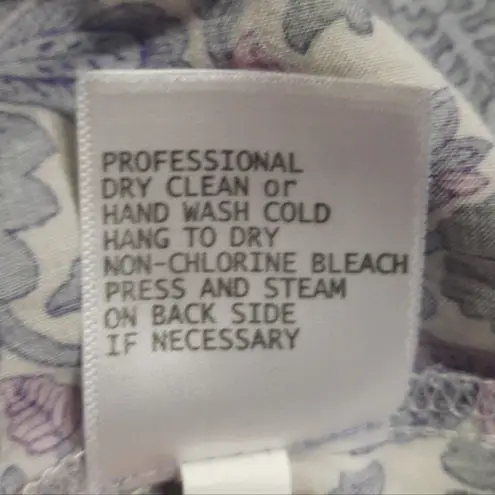 PROFESSIONAL
DRY CLEAN or
HAND WASH COLD
HANG TO DRY
NON-CHLORINE BLEACH
PRESS AND STEAM
ON BACK SIDE
IF NECESSARY